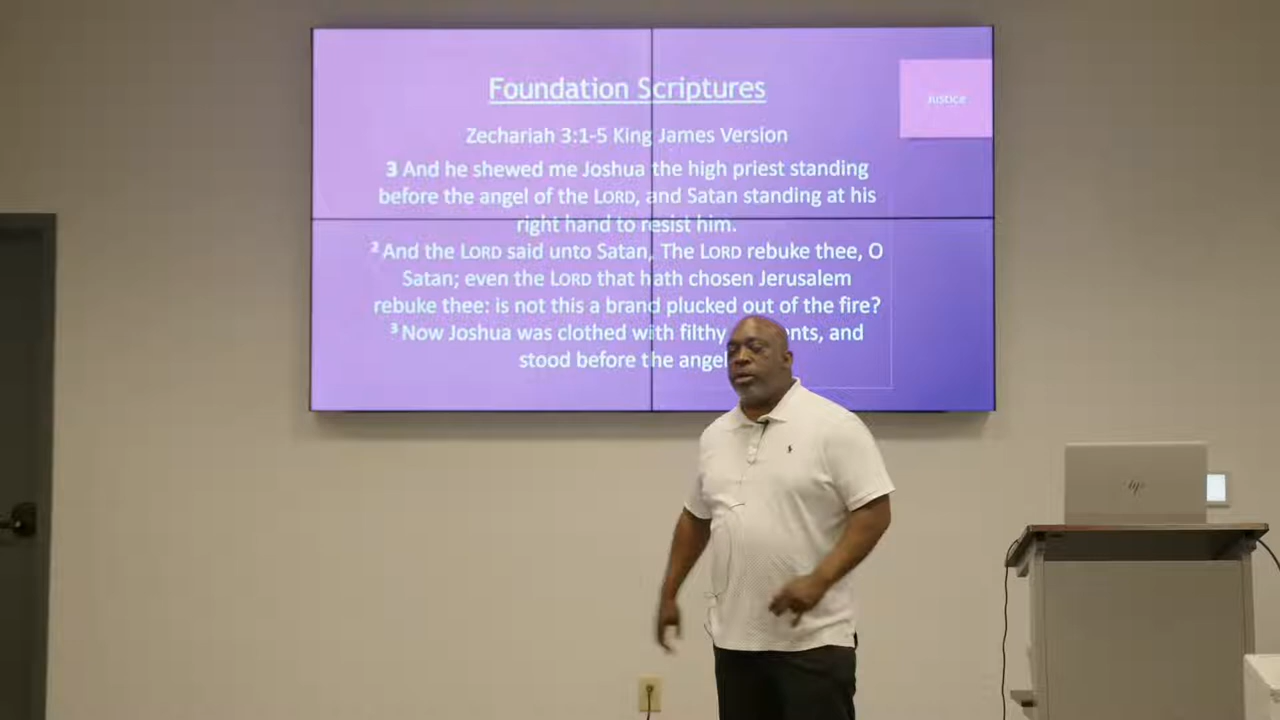 Foundation Scriptures
Justice
Zechariah 3:1-5 King James Version
3 And he shewed me Joshua the high priest standing
before the angel of the LORD, and Satan standing at his
right hand to resist him.
2 And the LORD said unto Satan, The LORD rebuke thee, O
Satan; even the LORD that hath chosen Jerusalem
rebuke thee: is not this a brand plucked out of the fire?
3 Now Joshua was clothed with filthy ents, and
stood before the angel
hp